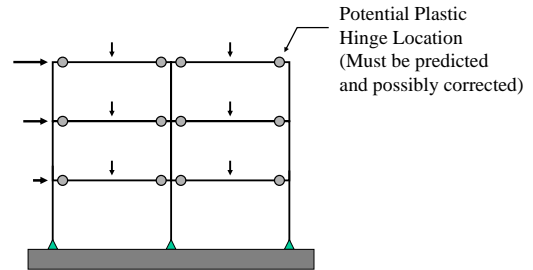 Potential Plastic
Hinge Location
(Must be predicted
and possibly corrected)